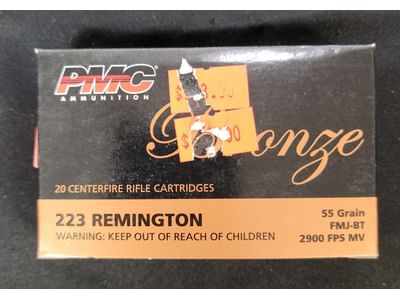 PMC
AMMUNITION
Bronze
20 CENTERFIRE RIFLE CARTRIDGES
223 REMINGTON
55 Grain
FMJ-BT
WARNING: KEEP OUT OF REACH OF CHILDREN
2900 FPS MV